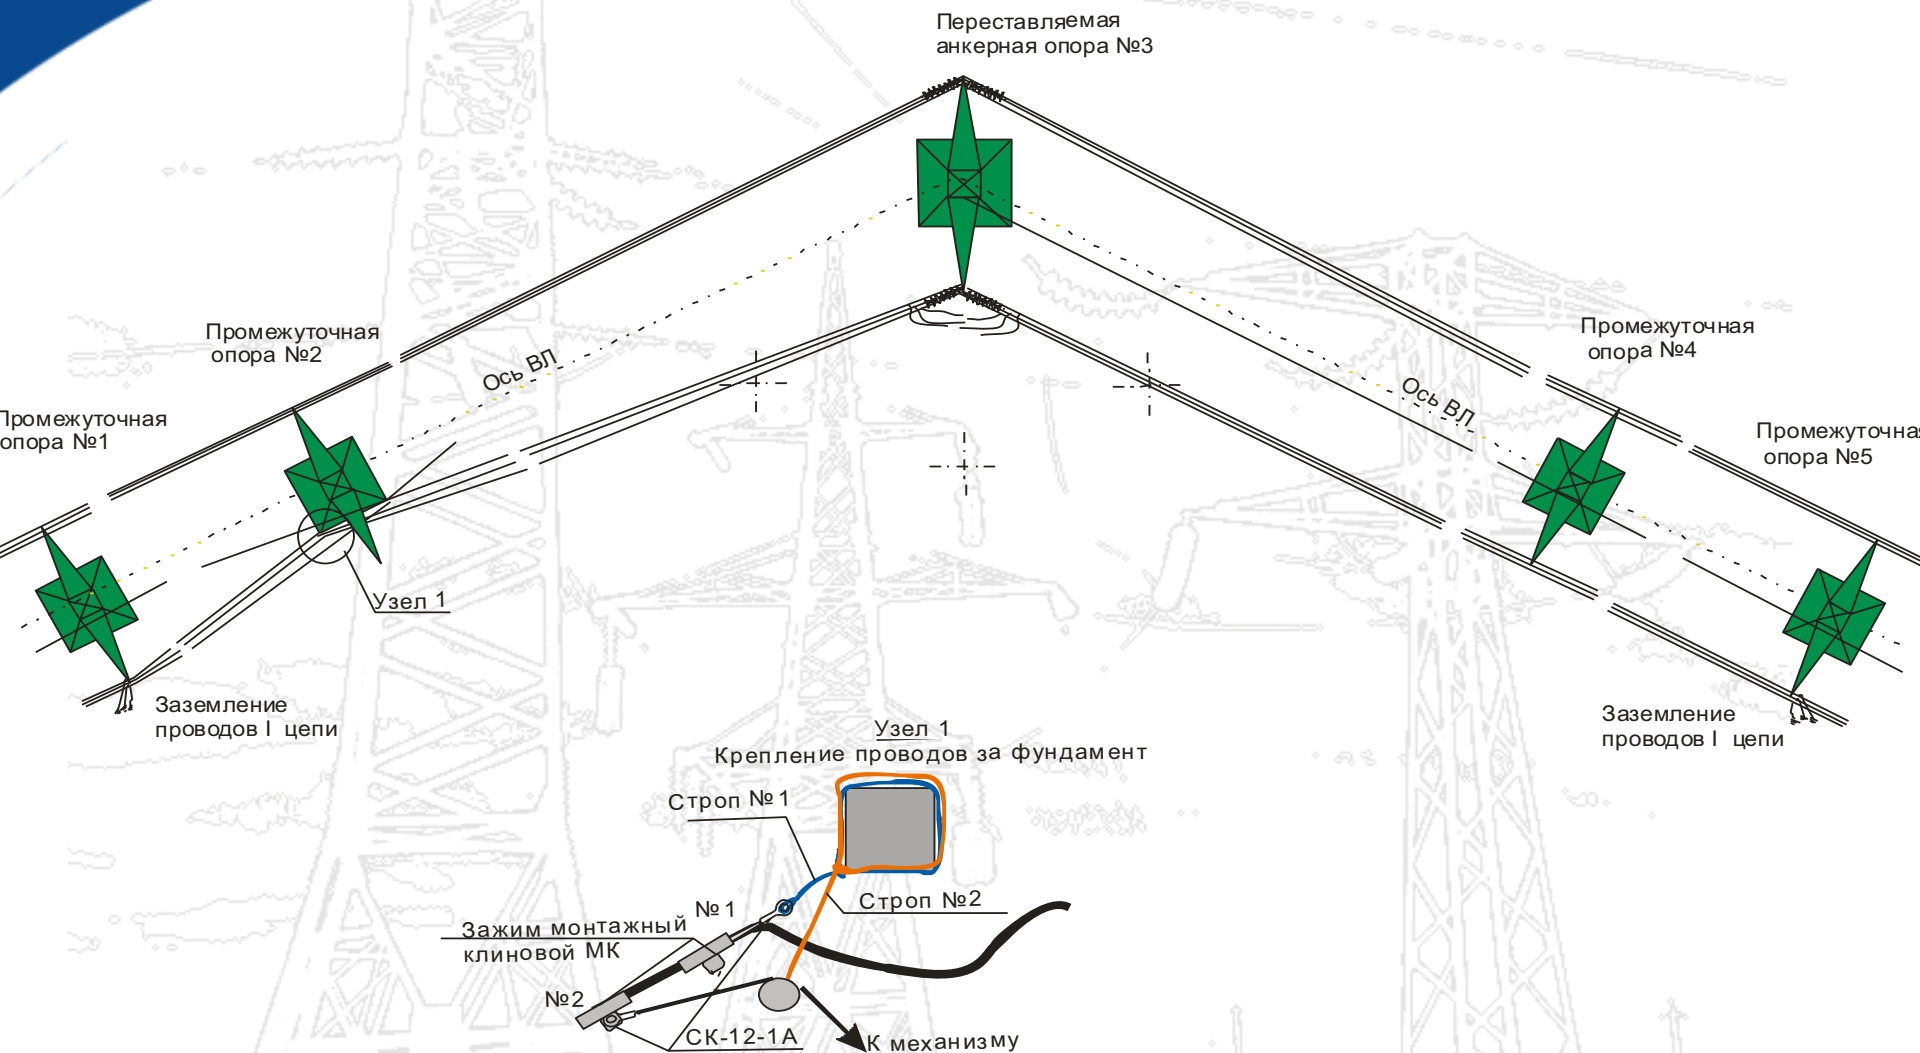 Переставляемая
анкерная опора №3
Промежуточная
опора №2
Ось ВЛ
Промежуточная
опора №4
Ось ВЛ
Промежуточная
опора №1
Промежуточная
опора №5
Узел 1
Заземление
проводов I цепи
Заземление
проводов I цепи
Узел 1
Крепление проводов за фундамент
Строп №1
Строп №2
№1
Зажим монтажный
клиновой МК
№2
СК-12-1А
К механизму